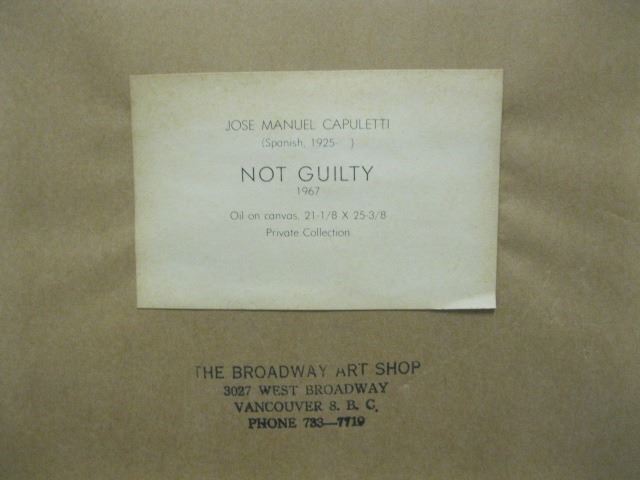 JOSE MANUEL CAPULETTI
(Spanish, 1925- )
NOT GUILTY
1967
Oil on canvas, 21-1/8 X 25-3/8
Private Collection
THE BROADWAY ART SHOP
3027 WEST BROADWAY
VANCOUVER 8, B. C.
PHONE 733—7719